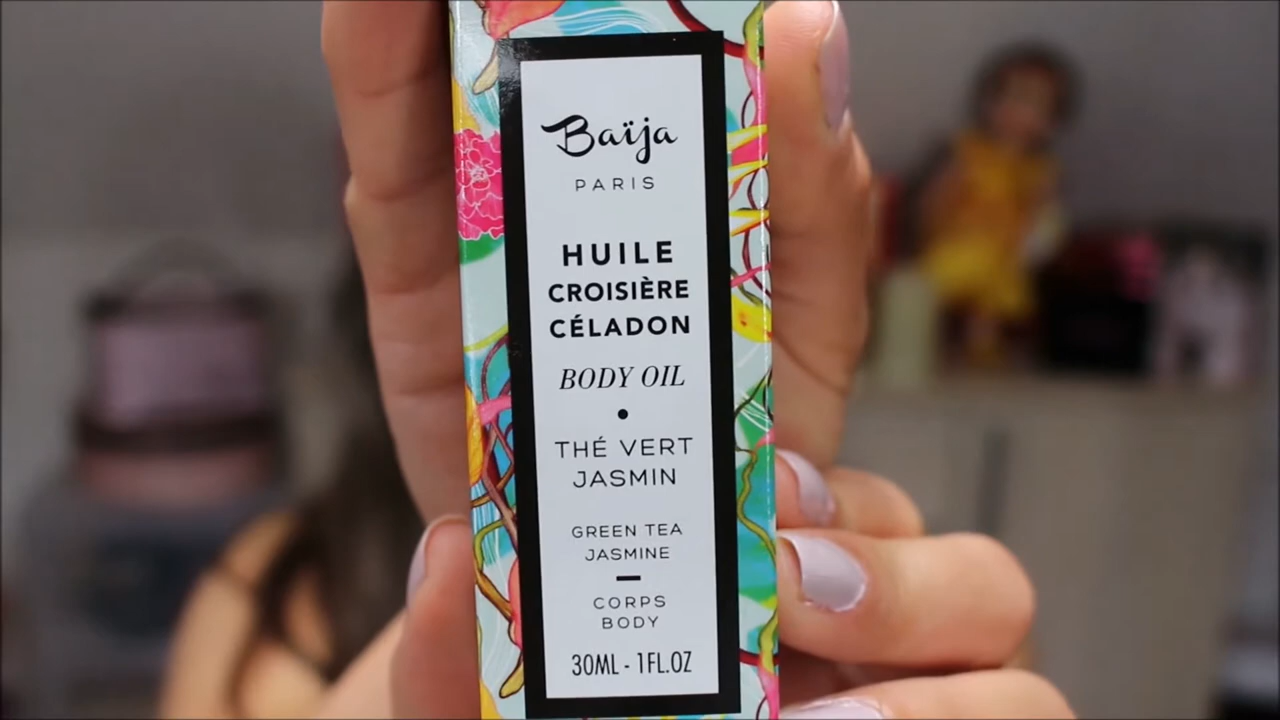 Baïja
PARIS
HUILE
CROISIÈRE
CÉLADON
BODY OIL
THÉ VERT
JASMIN
GREEN TEA
JASMINE
CORPS
BODY
30ML - 1FL.OZ